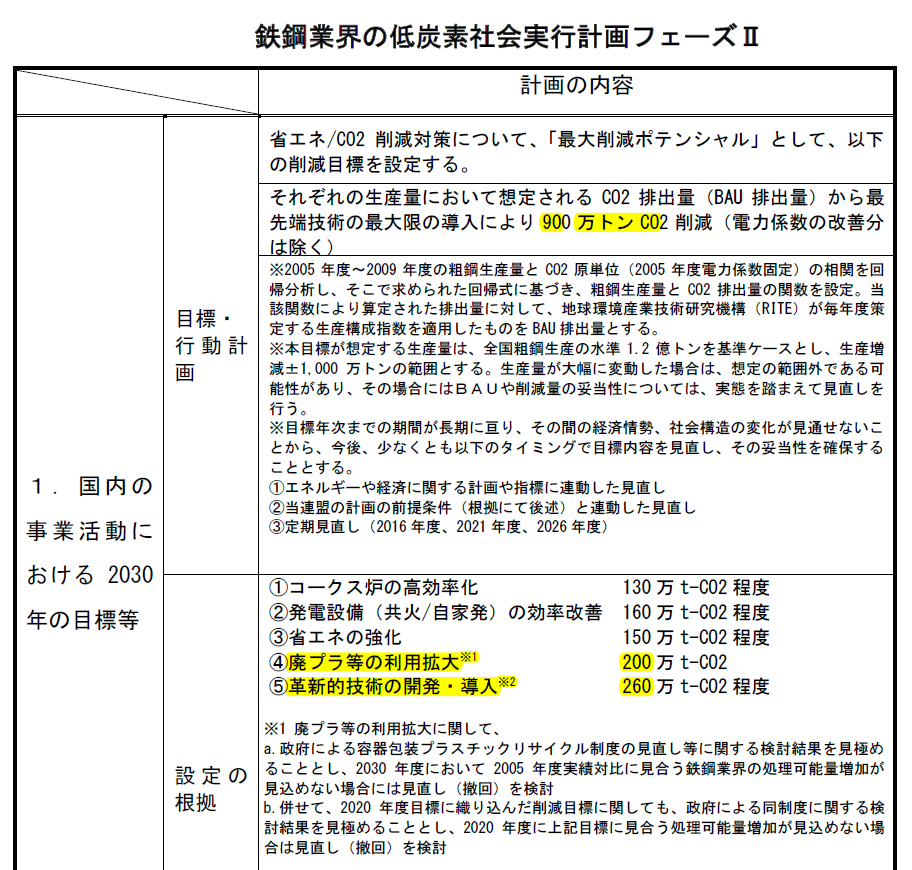 鉄鋼業界の低炭素社会実行計画フェーズⅡ
計画の内容
1. 国内の
事業活動に
おける 2030
年の目標等
目標・
行動計
画
省エネ/CO2 削減対策について、「最大削減ポテンシャル」として、以下
の削減目標を設定する。
それぞれの生産量において想定される CO2 排出量（BAU 排出量）から最
先端技術の最大限の導入により 900 万トン CO2 削減（電力係数の改善分
は除く）
※2005 年度～2009 年度の粗鋼生産量と CO2 原単位（2005 年度電力係数固定）の相関を回
帰分析し、そこで求められた回帰式に基づき、粗鋼生産量と CO2 排出量の関数を設定。当
該関数により算定された排出量に対して、地球環境産業技術研究機構（RITE）が毎年度策
定する生産構成指数を適用したものを BAU 排出量とする。
※本目標が想定する生産量は、全国粗鋼生産の水準 1.2 億トンを基準ケースとし、生産増
減±1,000 万トンの範囲とする。生産量が大幅に変動した場合は、想定の範囲外である可
能性があり、その場合にはＢＡＵや削減量の妥当性については、実態を踏まえて見直しを
行う。
※目標年次までの期間が長期に亘り、その間の経済情勢、社会構造の変化が見通せないこ
とから、今後、少なくとも以下のタイミングで目標内容を見直し、その妥当性を確保する
こととする。
①エネルギーや経済に関する計画や指標に連動した見直し
②当連盟の計画の前提条件（根拠にて後述）と連動した見直し
③定期見直し（2016 年度、2021 年度、2026 年度）
設定の
根拠
①コークス炉の高効率化 130 万 t-CO2 程度
②発電設備（共火/自家発）の効率改善 160 万 t-CO2 程度
③省エネの強化 150 万 t-CO2 程度
④廃プラ等の利用拡大※1 200 万 t-CO2
⑤革新的技術の開発・導入※2 260 万 t-CO2 程度
※1 廃プラ等の利用拡大に関して、
a. 政府による容器包装プラスチックリサイクル制度の見直し等に関する検討結果を見極め
ることとし、2030 年度において 2005 年度実績対比に見合う鉄鋼業界の処理可能量増加が
見込めない場合には見直し（撤回）を検討
b. 併せて、2020 年度目標に織り込んだ削減目標に関しても、政府による同制度に関する検
討結果を見極めることとし、2020 年度に上記目標に見合う処理可能量増加が見込めない場
合は見直し（撤回）を検討